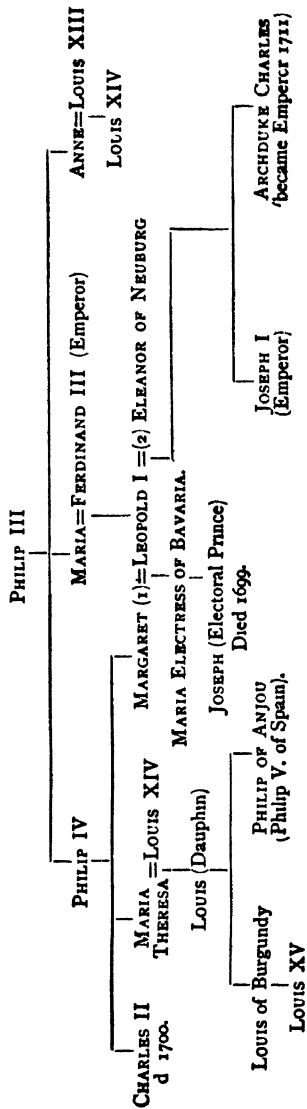 PHILIP III
PHILIP IV
MARIA=FERDINAND III (Emperor)
ANNE=LOUIS XIII
LOUIS XIV
CHARLES II
d 1700.
MARIA
THERESA
=LOUIS XIV
MARGARET (1)=LEOPOLD I=(2) ELEANOR OF NEUBURG
LOUIS (Dauphin)
MARIA ELECTRESS OF BAVARIA.
JOSEPH (Electoral Prince)
Died 1699.
JOSEPH I
(Emperor)
ARCHDUKE CHARLES
(became Emperor 1711)
LOUIS of Burgundy
PHILIP OF ANJOU
(Philip V. of Spain).
LOUIS XV